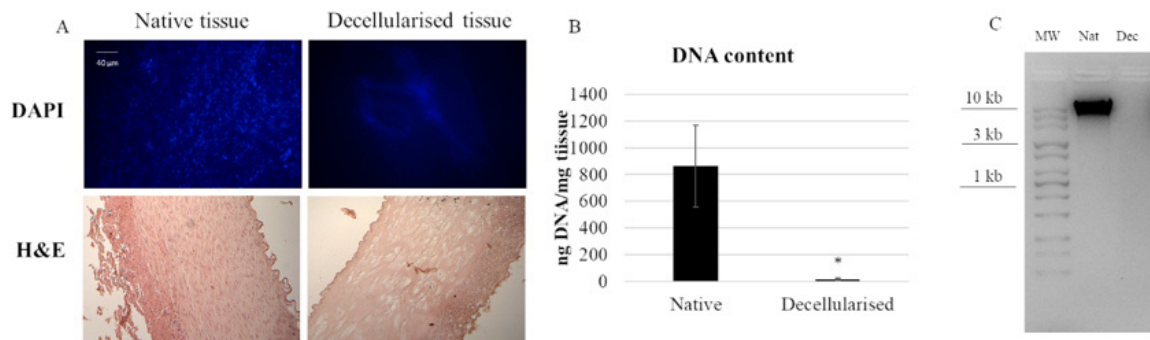 A
Native tissue
Decellularised tissue
40 µm
DAPI
H&E
B
DNA content
ng DNA/mg tiissue
1400
1200
1000
800
600
400
200
0
*
Native
Decellularised
C
MW Nat Dec
10 kb
3 kb
1 kb